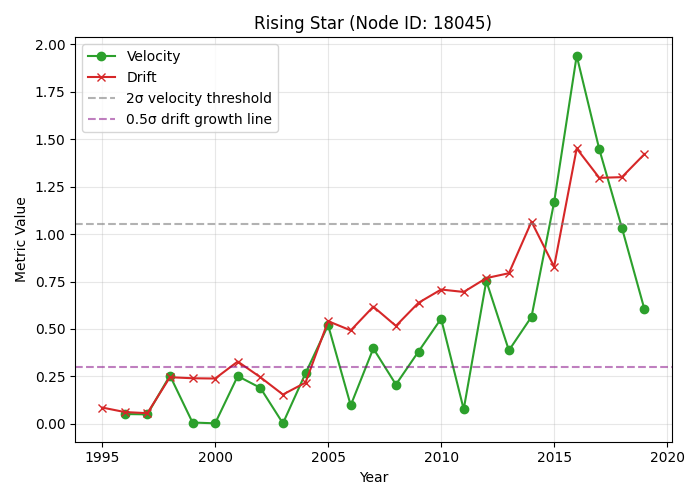 Rising Star (Node ID: 18045)
Velocity
Drift
2σ velocity threshold
0.5σ drift growth line
Metric Value
2.00
1.75
1.50
1.25
1.00
0.75
0.50
0.25
0.00
1995
2000
2005
2010
2015
2020
Year